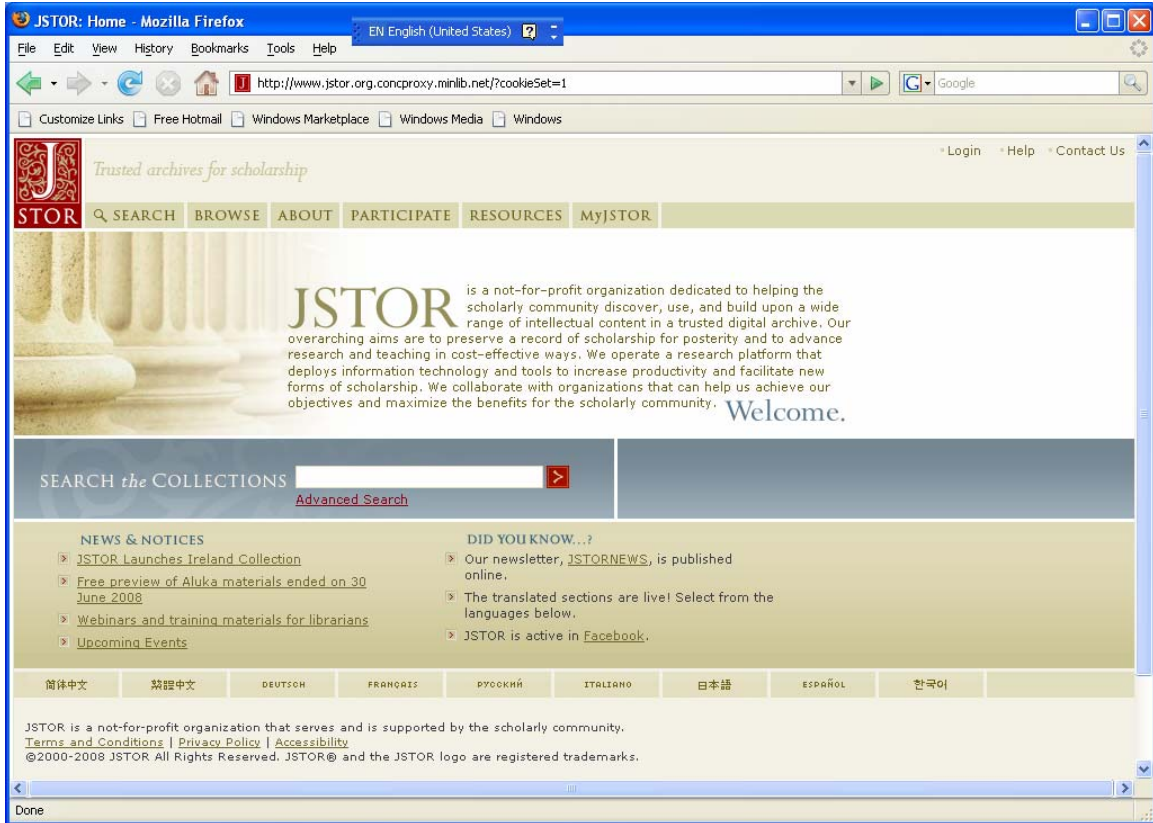 JSTOR: Home - Mozilla Firefox
EN English (United States)
File Edit View History Bookmarks Tools Help
http://www.jstor.org.concproxy.minlib.net/?cookieSet=1
Google
Customize Links Free Hotmail Windows Marketplace Windows Media Windows
JSTOR
Trusted archives for scholarship
Login Help Contact Us
SEARCH BROWSE ABOUT PARTICIPATE RESOURCES MyJSTOR
JSTOR is a not-for-profit organization dedicated to helping the
scholarly community discover, use, and build upon a wide
range of intellectual content in a trusted digital archive. Our
overarching aims are to preserve a record of scholarship for posterity and to advance
research and teaching in cost-effective ways. We operate a research platform that
deploys information technology and tools to increase productivity and facilitate new
forms of scholarship. We collaborate with organizations that can help us achieve our
objectives and maximize the benefits for the scholarly community. Welcome.
SEARCH the COLLECTIONS
Advanced Search
NEWS & NOTICES
JSTOR Launches Ireland Collection
Free preview of Aluka materials ended on 30
June 2008
Webinars and training materials for librarians
Upcoming Events
DID YOU KNOW...?
Our newsletter, JSTORNEWS, is published
online.
The translated sections are live! Select from the
languages below.
JSTOR is active in Facebook.
简体中文 繁體中文 DEUTSCH FRANÇAIS РУССКИЙ ITALIANO 日本語 ESPAÑOL 한국어
JSTOR is a not-for-profit organization that serves and is supported by the scholarly community.
Terms and Conditions | Privacy Policy | Accessibility
©2000-2008 JSTOR All Rights Reserved. JSTOR® and the JSTOR logo are registered trademarks.
Done